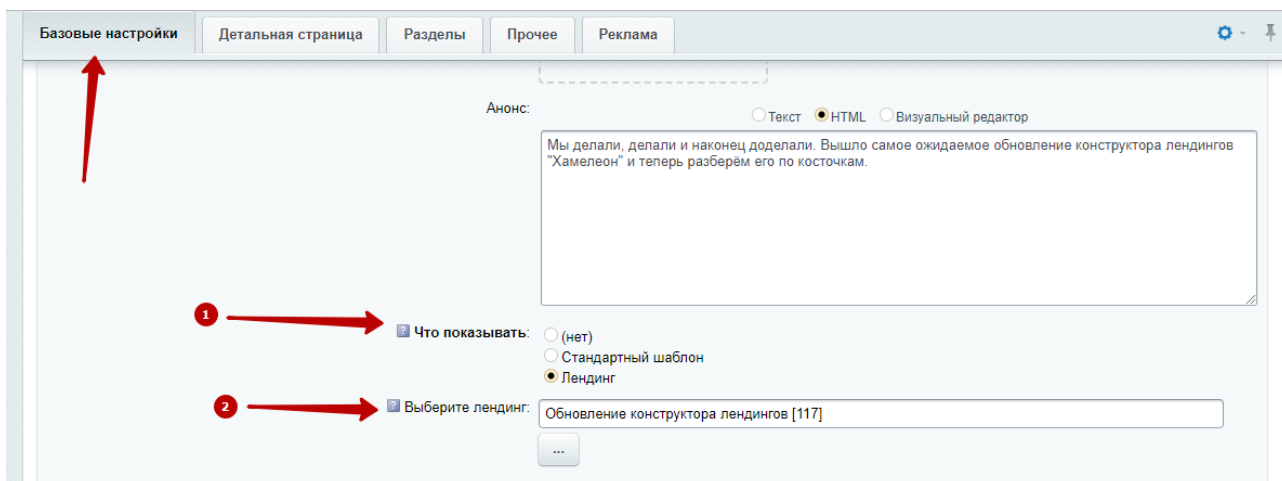 Базовые настройки Детальная страница Разделы Прочее Реклама
Анонс:
Текст HTML Визуальный редактор
Мы делали, делали и наконец доделали. Вышло самое ожидаемое обновление конструктора лендингов
"Хамелеон" и теперь разберём его по косточкам.
1
? Что показывать: (нет)
Стандартный шаблон
Лендинг
2 ? Выберите лендинг: Обновление конструктора лендингов [117]
...